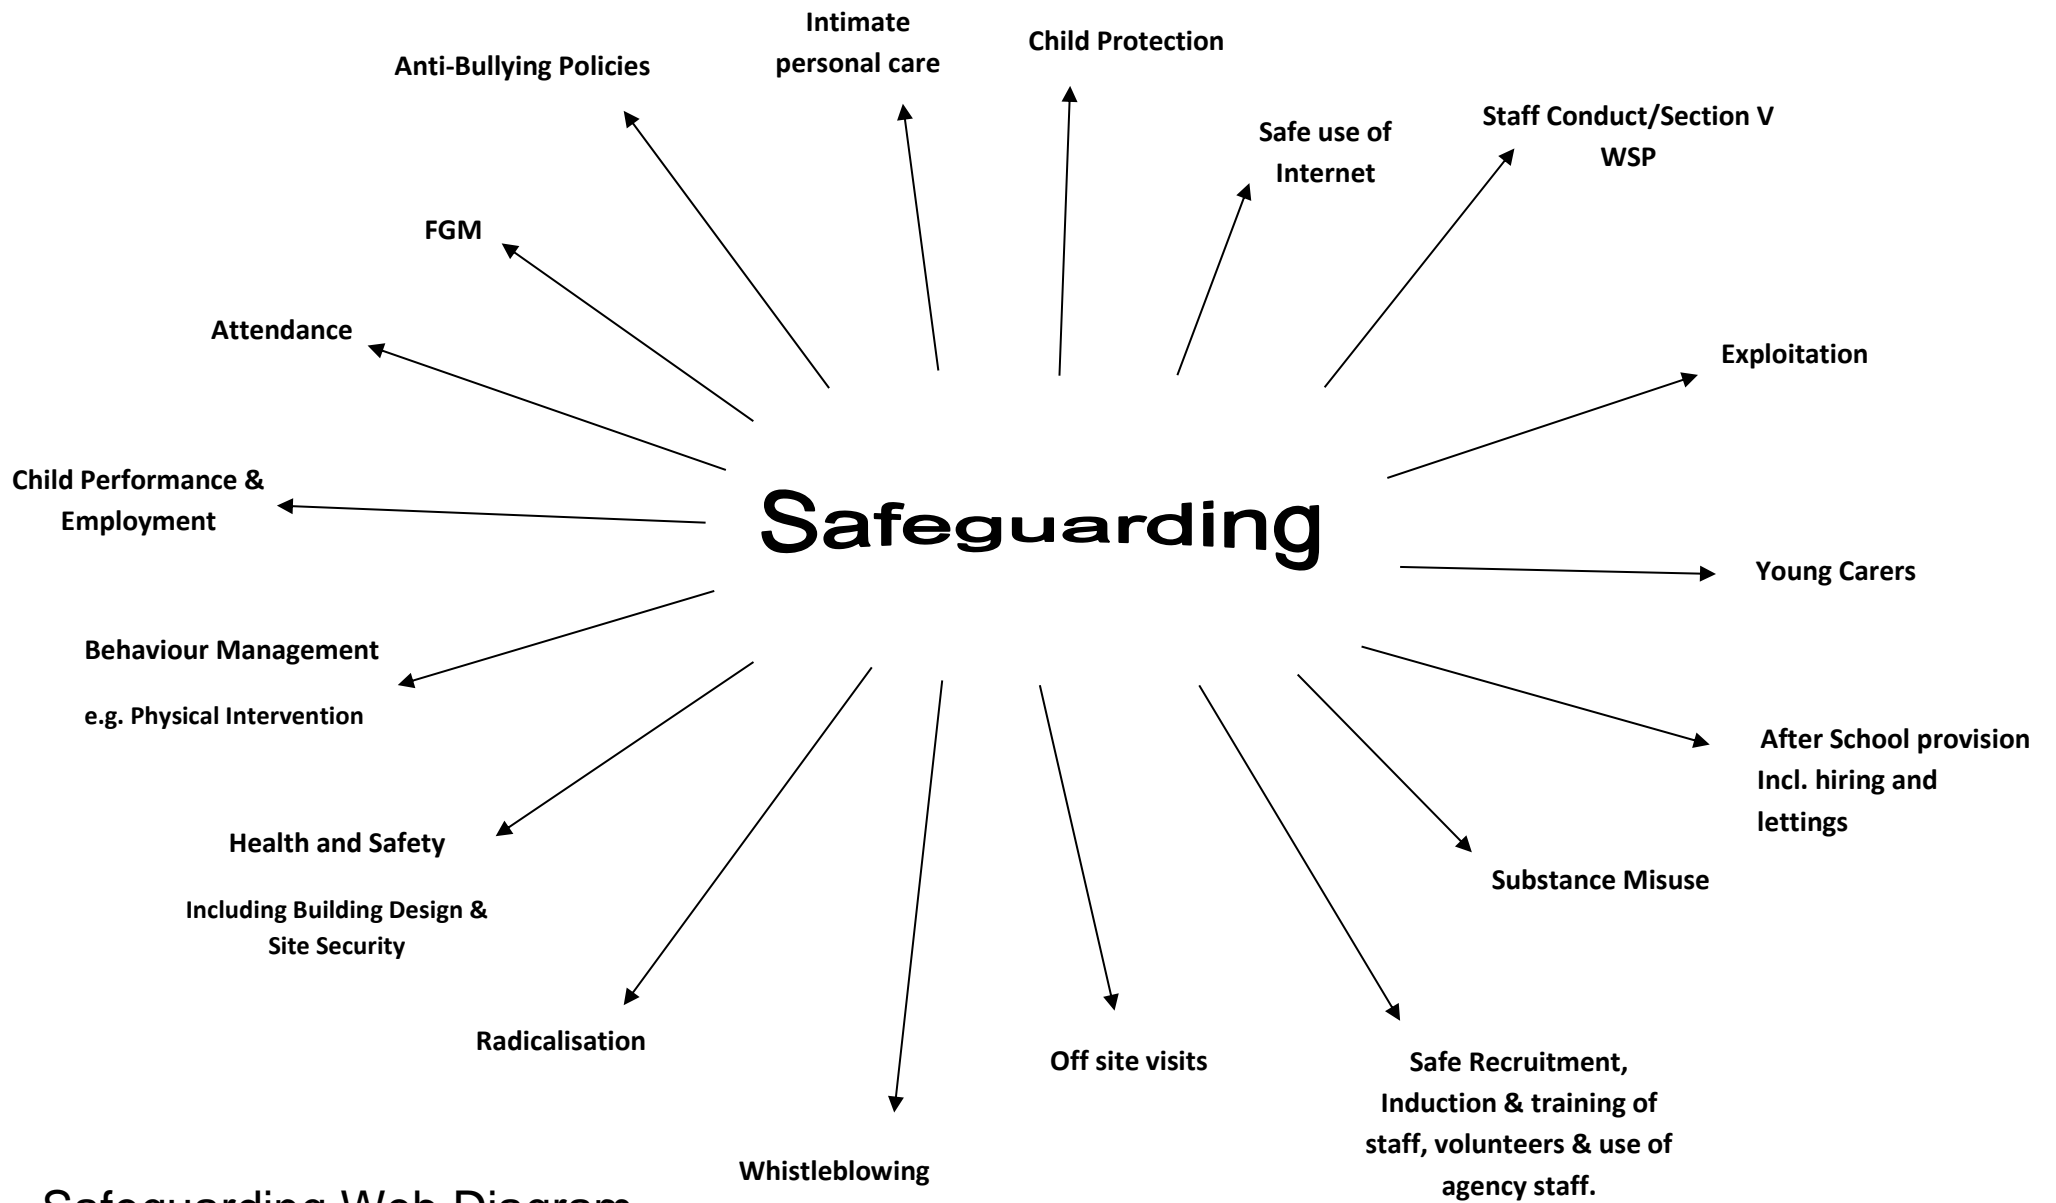 Intimate
personal care
Child Protection
Anti-Bullying Policies
Staff Conduct/Section V
WSP
Safe use of
Internet
FGM
Attendance
Exploitation
Child Performance &
Employment
Safeguarding
Young Carers
Behaviour Management
e.g. Physical Intervention
After School provision
Incl. hiring and
lettings
Health and Safety
Including Building Design &
Site Security
Substance Misuse
Radicalisation
Off site visits
Safe Recruitment,
Induction & training of
staff, volunteers & use of
agency staff.
Whistleblowing
Safeguarding Web Diagram